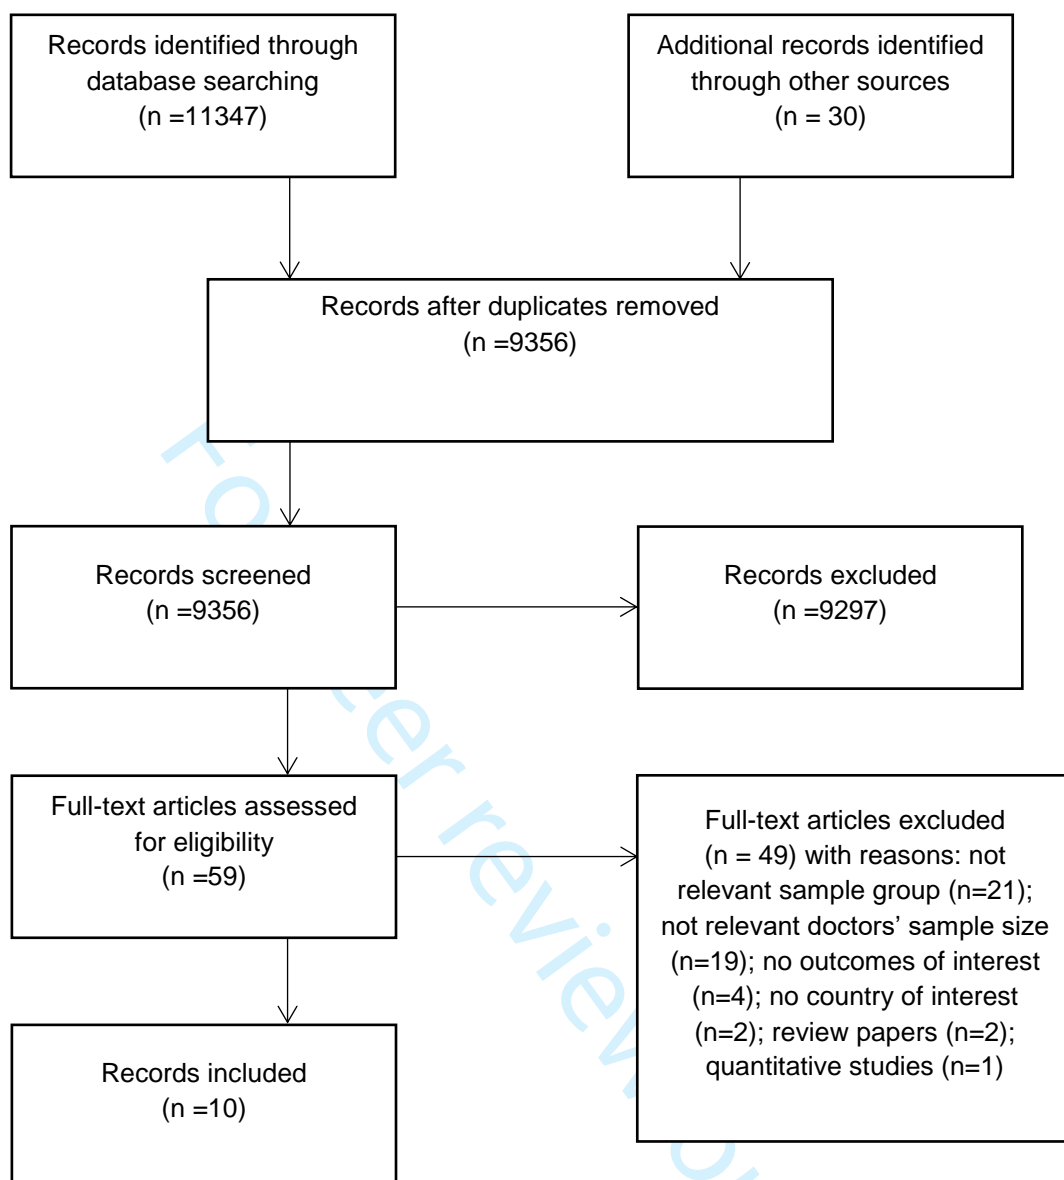 Records identified through
database searching
(n =11347)
Additional records identified
through other sources
(n = 30)
Records after duplicates removed
(n =9356)
Records screened
(n =9356)
Records excluded
(n =9297)
Full-text articles assessed
for eligibility
(n =59)
Full-text articles excluded
(n = 49) with reasons: not
relevant sample group (n=21);
not relevant doctors’ sample size
(n=19); no outcomes of interest
(n=4); no country of interest
(n=2); review papers (n=2);
quantitative studies (n=1)
Records included
(n =10)